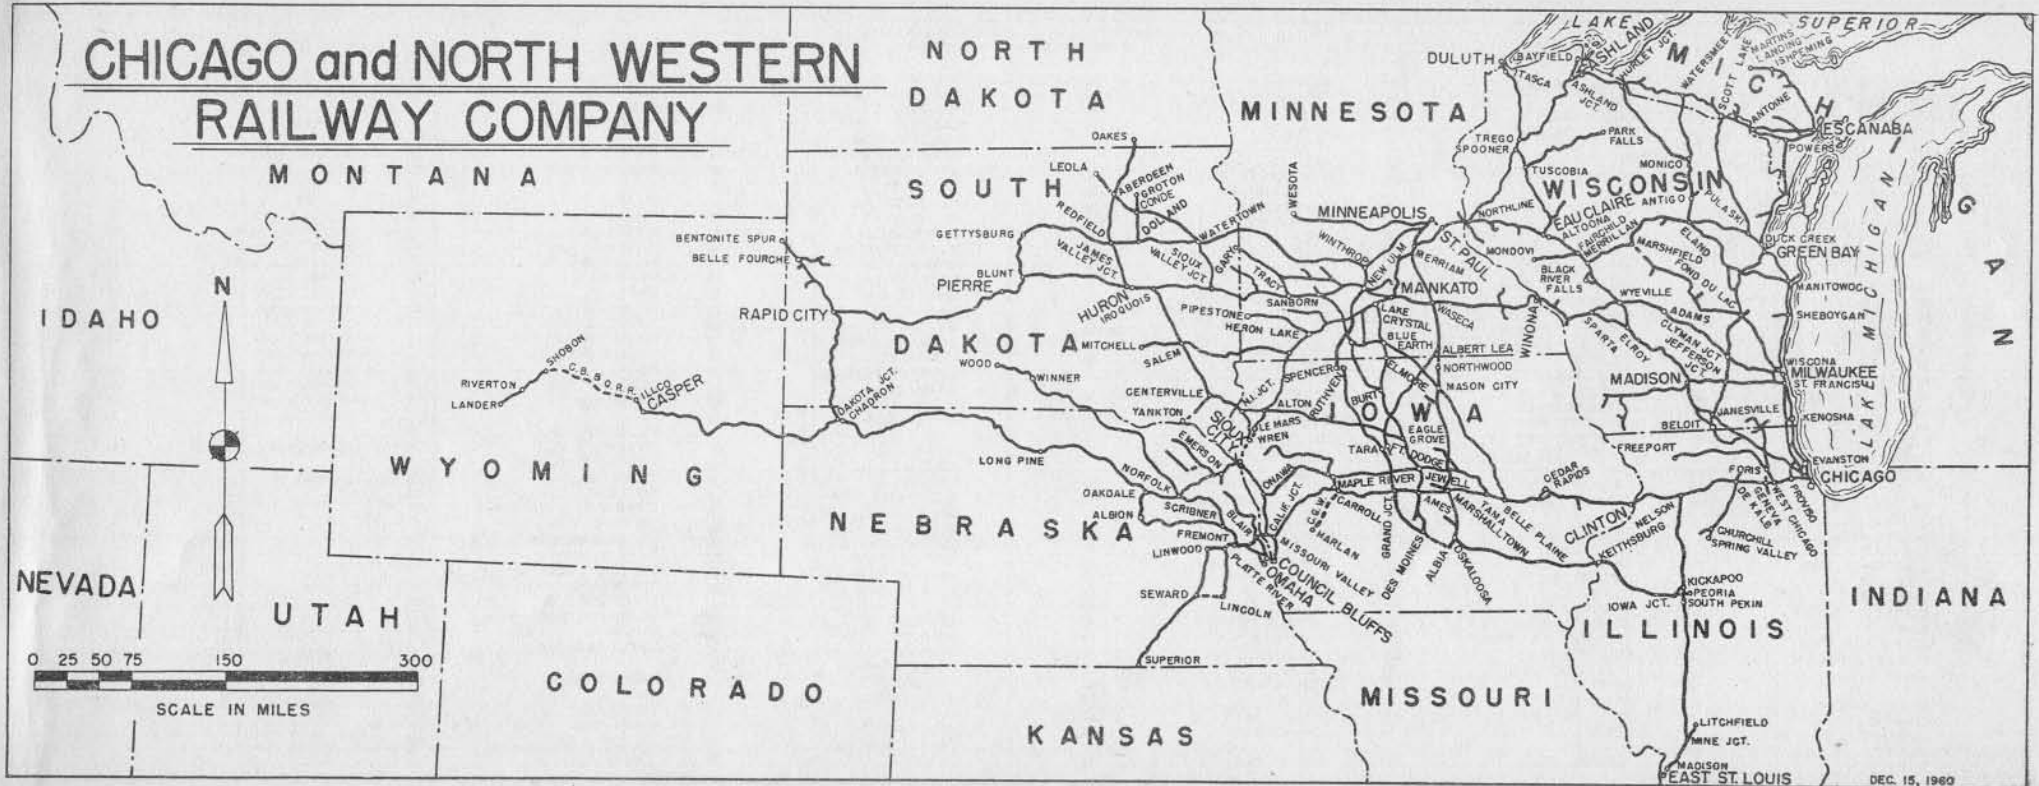 CHICAGO and NORTH WESTERN
RAILWAY COMPANY
MONTANA
NORTH
DAKOTA
MINNESOTA
LAKE SUPERIOR
MICHIGAN
DULUTH
BAYFIELD
ASHLAND
HURLEY JCT.
WATERSMEET
SCOTT LAKE
MARTINS
LANDING
ISHPEMING
TASCA
ASHLAND
JCT.
ANTOINE
ESCANABA
POWERS
OAKES
TREGO
SPOONER
PARK
FALLS
MONICO
TUSCOBIA
WISCONSIN
LEOLA
SOUTH
ABERDEEN
GROTON
CONDE
WESOTA
REDFIELD
DOLAND
WATERTOWN
MINNEAPOLIS
ST. PAUL
NORTHLINE
EAU CLAIRE
ALTOONA
FAIRCHILD
MERRILLAN
ANTIGO
PULASKI
GETTYSBURG
BENTONITE SPUR
BELLE FOURCHE
JAMES
VALLEY JCT.
SIOUX
VALLEY JCT.
GARY
TRACY
WINTHROP
NEW ULM
MERRIAM
MONDOVI
MARSHFIELD
ELAND
DUCK CREEK
GREEN BAY
BLUNT
PIERRE
BLACK
RIVER
FALLS
FOND DU LAC
MANITOWOC
RAPID CITY
HURON
IROQUOIS
PIPESTONE
SANBORN
MANKATO
WYEVILLE
HERON LAKE
LAKE
CRYSTAL
WASECA
WINONA
ADAMS
SHEBOYGAN
N
IDAHO
DAKOTA
MITCHELL
SALEM
BLUE
EARTH
ALBERT LEA
SPARTA
ELROY
CLYMAN JCT.
JEFFERSON
JCT.
WISCONA
MILWAUKEE
ST. FRANCIS
WOOD
WINNER
SPENCER
ELMORE
NORTHWOOD
MASON CITY
MADISON
SHOBON
C.B.&Q.R.R.
ILLCO
CASPER
RIVERTON
LANDER
DAKOTA JCT.
CHADRON
CENTERVILLE
YANKTON
N.I. JCT.
ALTON
RUTHVEN
BURT
IOWA
JANESVILLE
BELOIT
KENOSHA
LAKE MICHIGAN
SIOUX
CITY
LE MARS
WREN
EAGLE
GROVE
TARA
FT. DODGE
FREEPORT
EVANSTON
CHICAGO
WYOMING
LONG PINE
EMERSON
NORFOLK
ONAWA
MAPLE RIVER
JEWELL
CEDAR
RAPIDS
FORIS
PROVISO
WEST CHICAGO
GENEVA
DE KALB
OAKDALE
ALBION
SCRIBNER
BLAIR
CALIF. JCT.
C.G.W.
CARROLL
GRAND JCT.
AMES
MARSHALLTOWN
TAMA
BELLE PLAINE
CLINTON
NELSON
NEBRASKA
FREMONT
LINWOOD
PLATTE RIVER
MISSOURI VALLEY
HARLAN
DES MOINES
ALBIA
OSKALOOSA
KEITHSBURG
CHURCHILL
SPRING VALLEY
COUNCIL BLUFFS
OMAHA
NEVADA
UTAH
SEWARD
LINCOLN
KICKAPOO
PEORIA
SOUTH PEKIN
IOWA JCT.
ILLINOIS
INDIANA
SUPERIOR
0 25 50 75 150 300
SCALE IN MILES
COLORADO
KANSAS
MISSOURI
LITCHFIELD
MINE JCT.
MADISON
EAST ST. LOUIS
DEC. 15, 1960